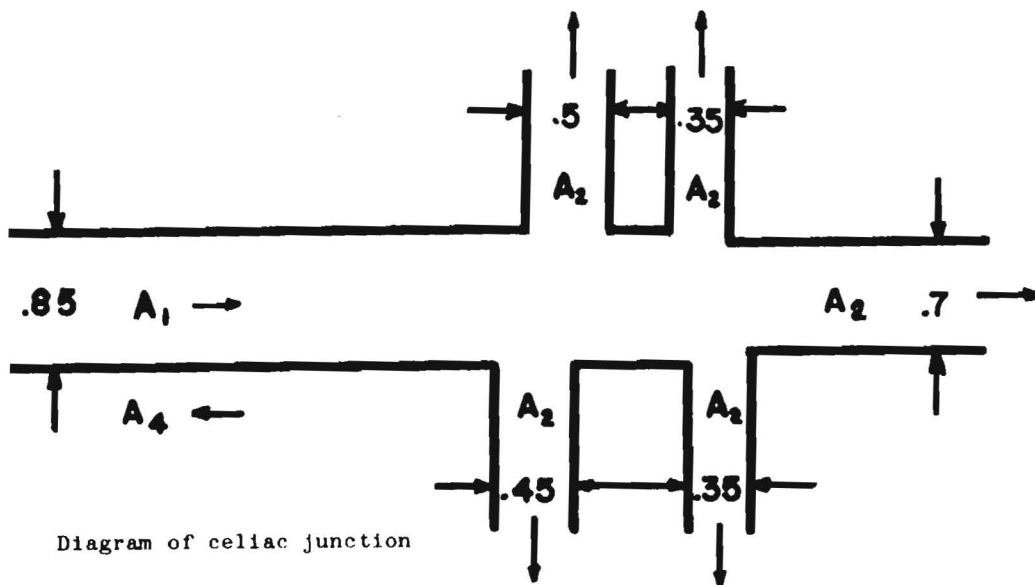 .5 .35
A₂ A₂
.85 A₁ A₂ .7
A₄ A₂ A₂
.45 .35
Diagram of celiac junction